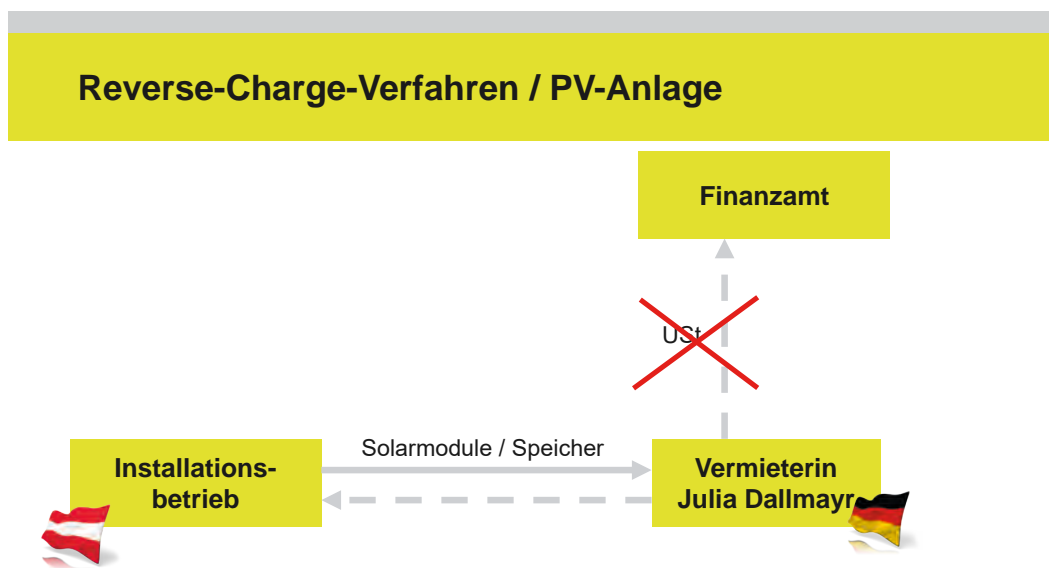 Reverse-Charge-Verfahren / PV-Anlage
Finanzamt
USt
Solarmodule / Speicher
Installations-
betrieb
Vermieterin
Julia Dallmayr